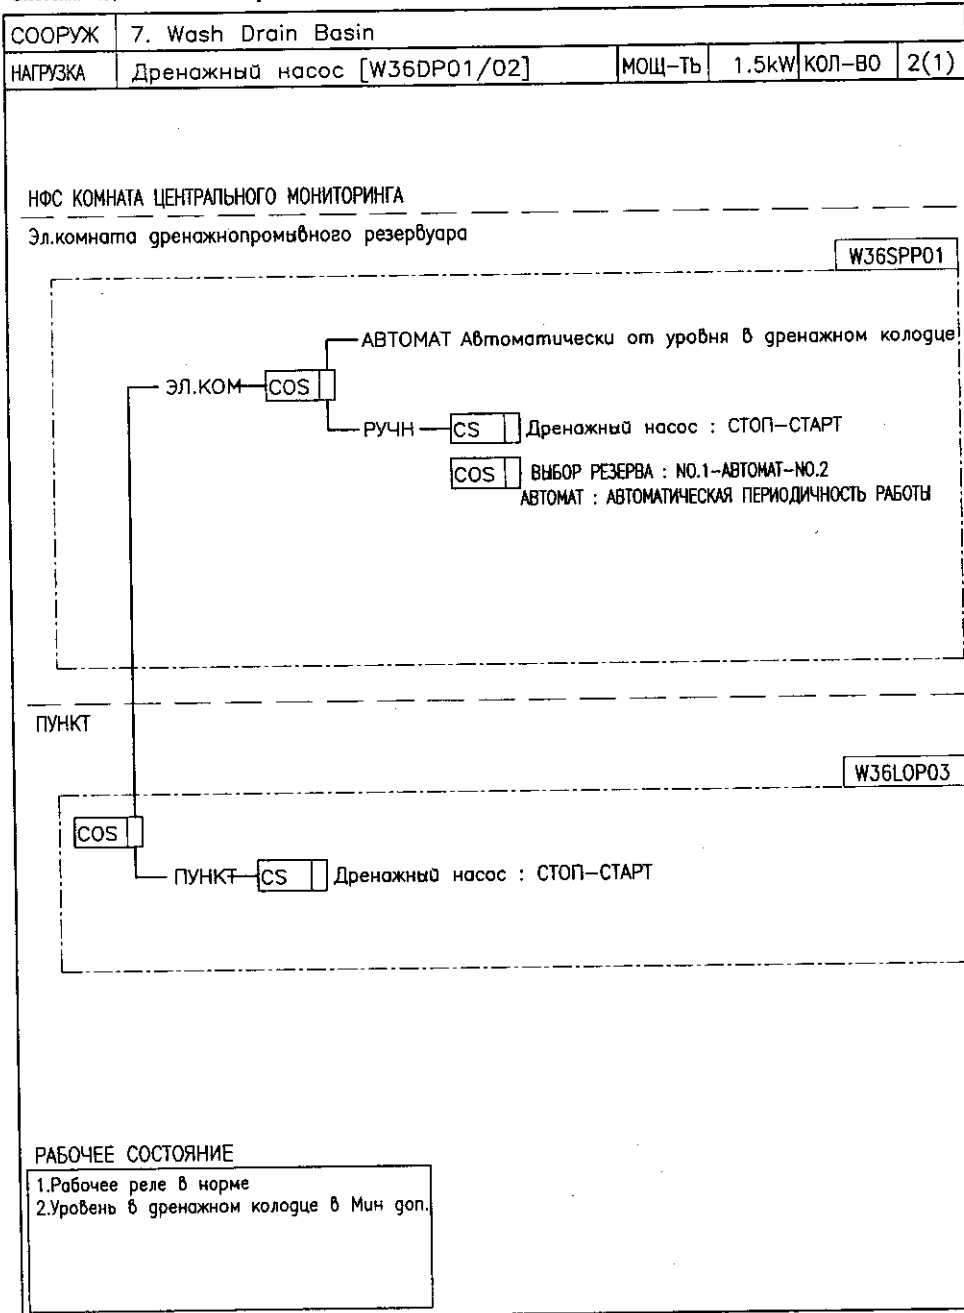 СООРУЖ 7. Wash Drain Basin
НАГРУЗКА Дренажный насос [W36DP01/02] МОЩ-ТЬ 1.5kW КОЛ-ВО 2(1)
НФС КОМНАТА ЦЕНТРАЛЬНОГО МОНИТОРИНГА
Эл.комната дренажнопромывного резервуара
W36SPP01
АВТОМАТ Автоматически от уровня в дренажном колодце
ЭЛ.КОМ COS
РУЧН CS Дренажный насос : СТОП-СТАРТ
COS ВЫБОР РЕЗЕРВА : NO.1-АВТОМАТ-NO.2
АВТОМАТ : АВТОМАТИЧЕСКАЯ ПЕРИОДИЧНОСТЬ РАБОТЫ
ПУНКТ
W36LOP03
COS
ПУНКТ CS Дренажный насос : СТОП-СТАРТ
РАБОЧЕЕ СОСТОЯНИЕ
1.Рабочее реле в норме
2.Уровень в дренажном колодце в Мин доп.